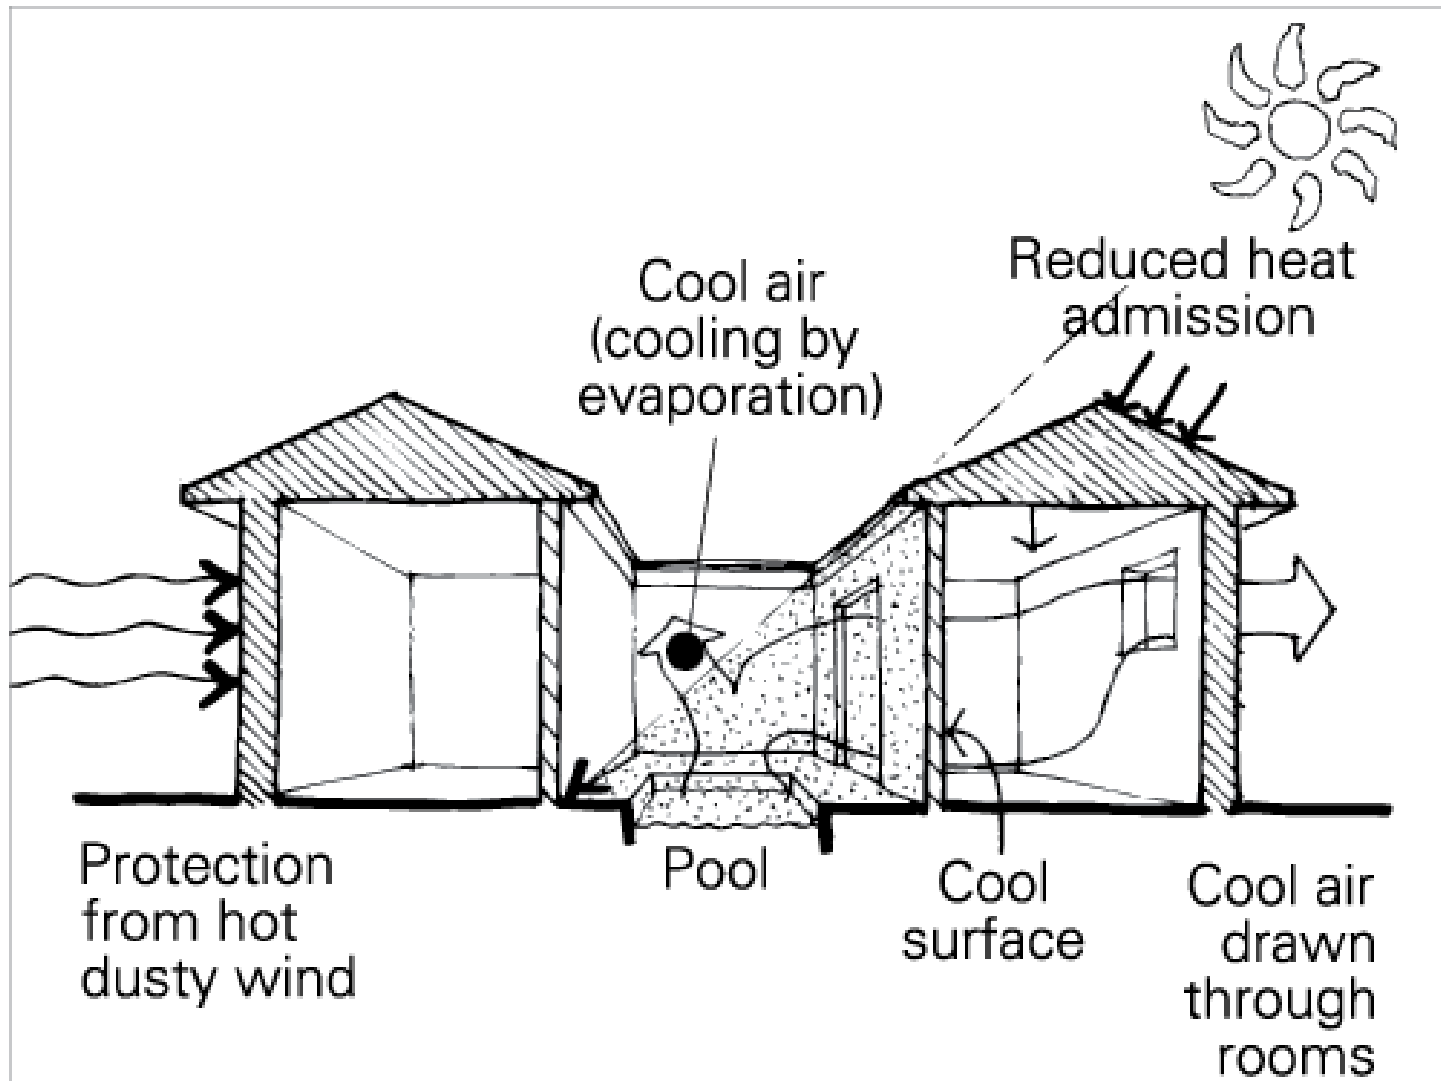 Reduced heat
admission
Cool air
(cooling by
evaporation)
Protection
from hot
dusty wind
Pool
Cool
surface
Cool air
drawn
through
rooms